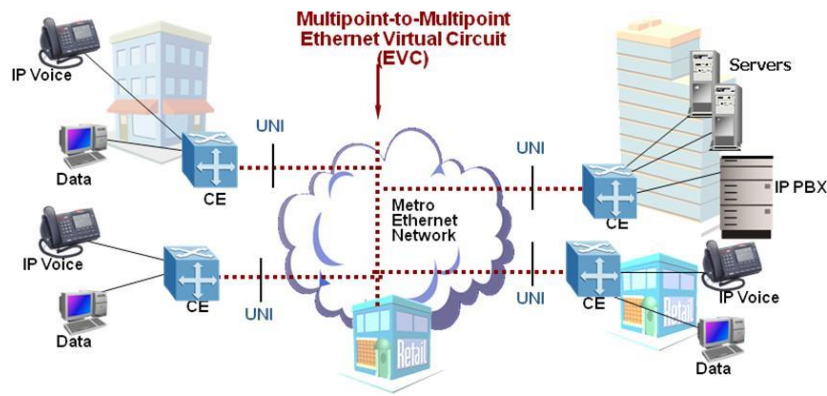 Multipoint-to-Multipoint
Ethernet Virtual Circuit
(EVC)
IP Voice
Servers
UNI
UNI
Data
CE
IP PBX
CE
Metro
Ethernet
Network
IP Voice
CE
UNI
UNI
CE
IP Voice
Data
Retail
Retail
Data